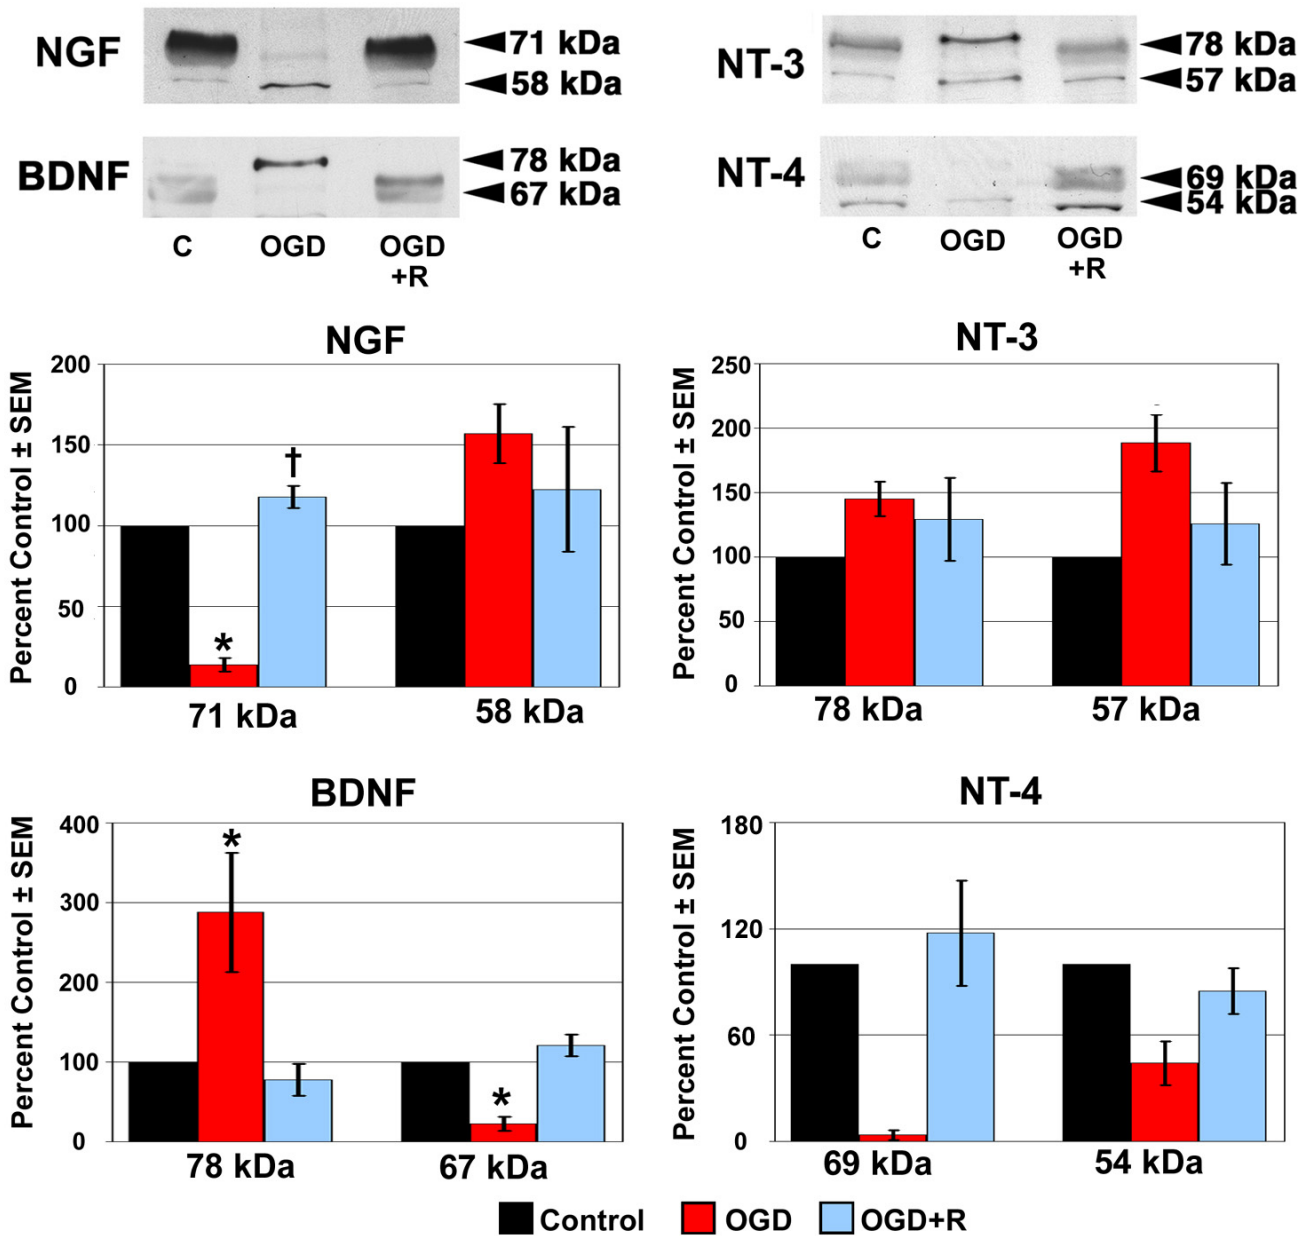 NGF
71 kDa
58 kDa
NT-3
78 kDa
57 kDa
BDNF
78 kDa
67 kDa
NT-4
69 kDa
54 kDa
C
OGD
OGD
+R
C
OGD
OGD
+R
NGF
Percent Control ± SEM
200
150
100
50
0
†
*
71 kDa
58 kDa
NT-3
Percent Control ± SEM
250
200
150
100
50
0
78 kDa
57 kDa
BDNF
Percent Control ± SEM
400
300
200
100
0
*
*
78 kDa
67 kDa
NT-4
Percent Control ± SEM
180
120
60
0
69 kDa
54 kDa
Control
OGD
OGD+R